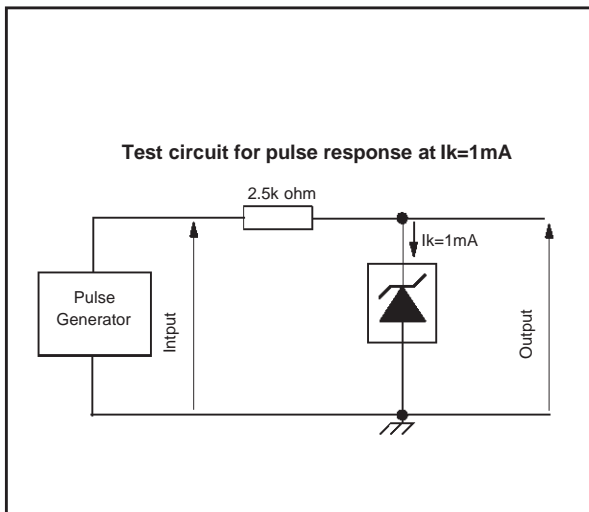 Test circuit for pulse response at Ik=1mA
2.5k ohm
Ik=1mA
Pulse
Generator
Intput
Output